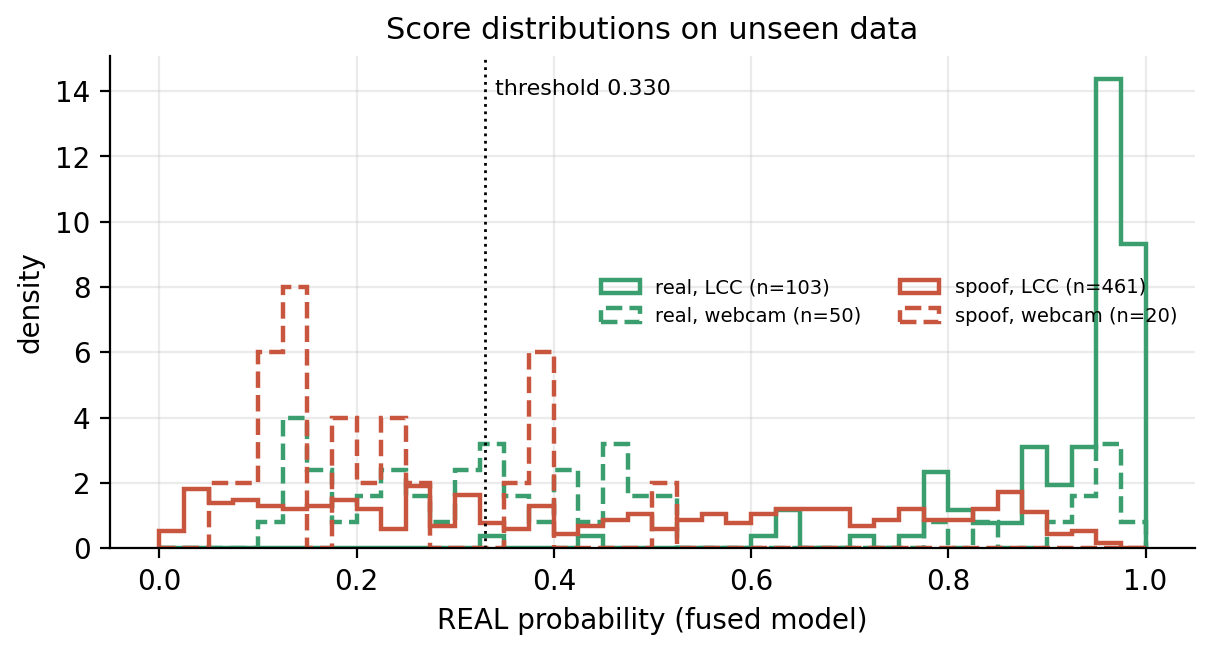 Score distributions on unseen data
threshold 0.330
14
12
10
8
6
4
2
0
density
real, LCC (n=103)
real, webcam (n=50)
spoof, LCC (n=461)
spoof, webcam (n=20)
0.0 0.2 0.4 0.6 0.8 1.0
REAL probability (fused model)